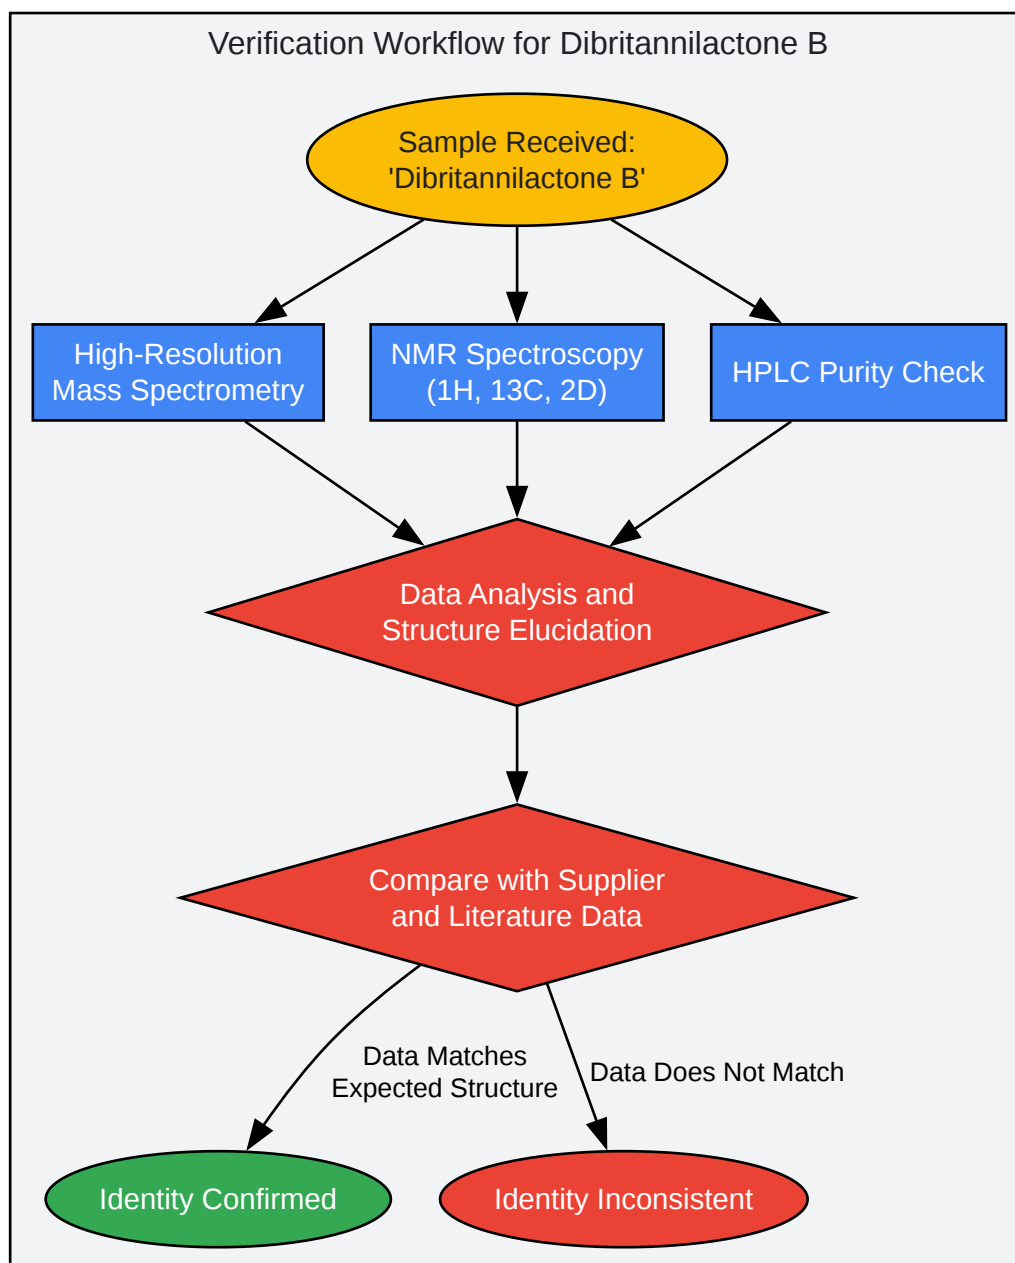 Verification Workflow for Dibritannilactone B
Sample Received:
'Dibritannilactone B'
High-Resolution
Mass Spectrometry
NMR Spectroscopy
(1H, 13C, 2D)
HPLC Purity Check
Data Analysis and
Structure Elucidation
Compare with Supplier
and Literature Data
Data Matches
Expected Structure
Data Does Not Match
Identity Confirmed
Identity Inconsistent